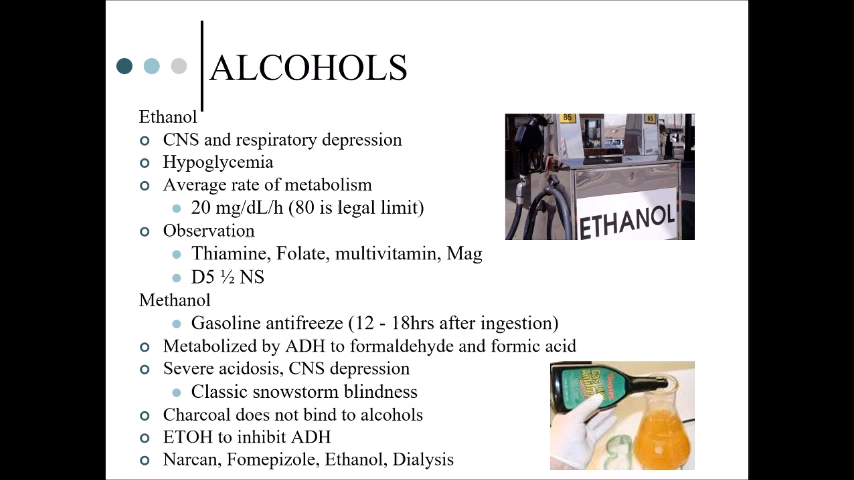 ALCOHOLS
Ethanol
CNS and respiratory depression
Hypoglycemia
Average rate of metabolism
20 mg/dL/h (80 is legal limit)
Observation
Thiamine, Folate, multivitamin, Mag
D5 ½ NS
85
85
ETHANOL
Methanol
Gasoline antifreeze (12 - 18hrs after ingestion)
Metabolized by ADH to formaldehyde and formic acid
Severe acidosis, CNS depression
Classic snowstorm blindness
Charcoal does not bind to alcohols
ETOH to inhibit ADH
Narcan, Fomepizole, Ethanol, Dialysis